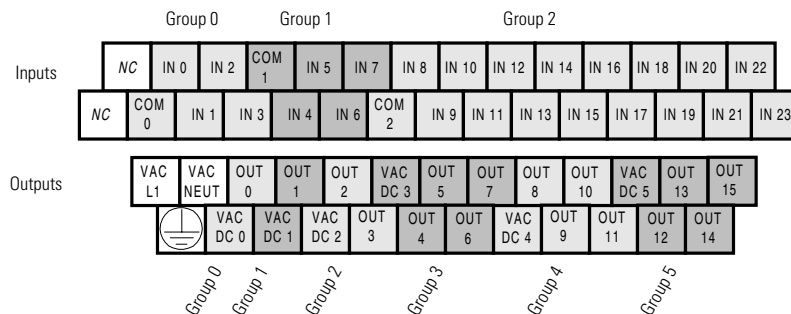 Group 0 Group 1 Group 2
Inputs
NC IN 0 IN 2 COM 1 IN 5 IN 7 IN 8 IN 10 IN 12 IN 14 IN 16 IN 18 IN 20 IN 22
NC COM 0 IN 1 IN 3 IN 4 IN 6 COM 2 IN 9 IN 11 IN 13 IN 15 IN 17 IN 19 IN 21 IN 23
Outputs
VAC L1 VAC NEUT OUT 0 OUT 1 OUT 2 VAC DC 3 OUT 5 OUT 7 OUT 8 OUT 10 VAC DC 5 OUT 13 OUT 15
VAC DC 0 VAC DC 1 VAC DC 2 OUT 3 OUT 4 OUT 6 VAC DC 4 OUT 9 OUT 11 OUT 12 OUT 14
Group 0 Group 1 Group 2 Group 3 Group 4 Group 5